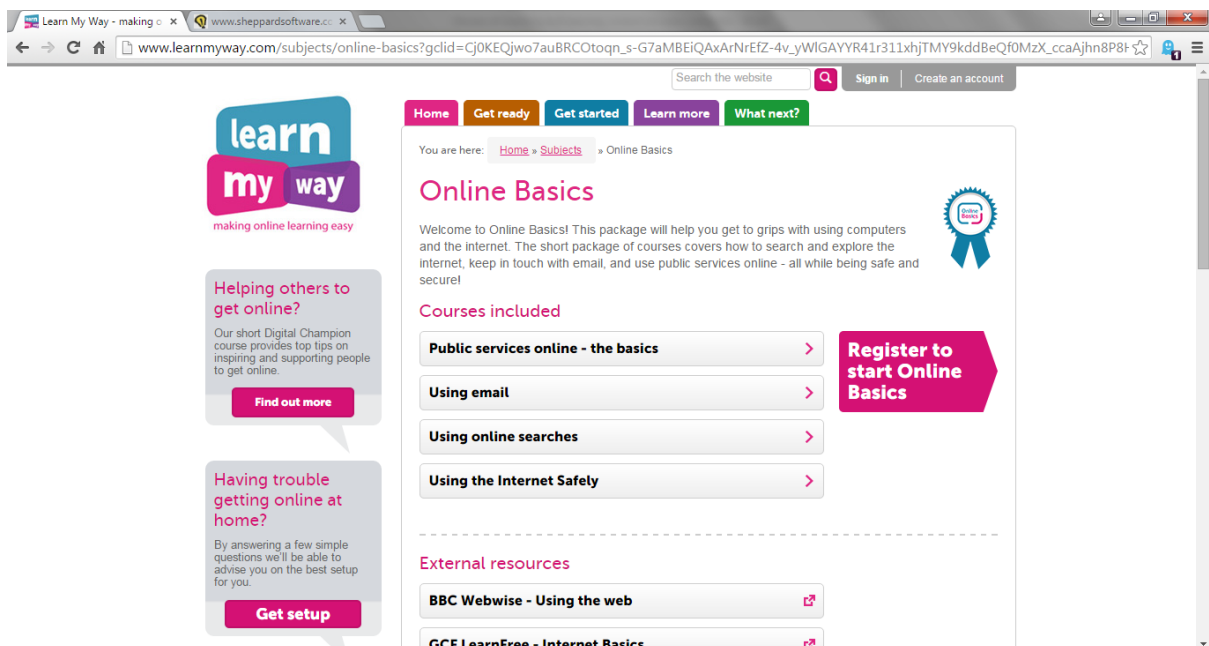 Learn My Way - making o
www.sheppardsoftware.cc
www.learnmyway.com/subjects/online-basics?gclid=Cj0KEQjwo7auBRCOtoqn_s-G7aMBEiQAxArNrEfZ-4v_yWlGAYYR41r311xhjTMY9kddBeQf0MzX_ccaAjhn8P8H
1
Search the website
Sign in
Create an account
learn
my way
making online learning easy
Home
Get ready
Get started
Learn more
What next?
You are here: Home » Subjects » Online Basics
Online Basics
Online
Basics
Welcome to Online Basics! This package will help you get to grips with using computers
and the internet. The short package of courses covers how to search and explore the
internet, keep in touch with email, and use public services online - all while being safe and
secure!
Helping others to
get online?
Our short Digital Champion
course provides top tips on
inspiring and supporting people
to get online.
Find out more
Having trouble
getting online at
home?
By answering a few simple
questions we'll be able to
advise you on the best setup
for you.
Get setup
Courses included
Public services online - the basics
Using email
Using online searches
Using the Internet Safely
Register to
start Online
Basics
External resources
BBC Webwise - Using the web
GCF LearnFree - Internet Basics